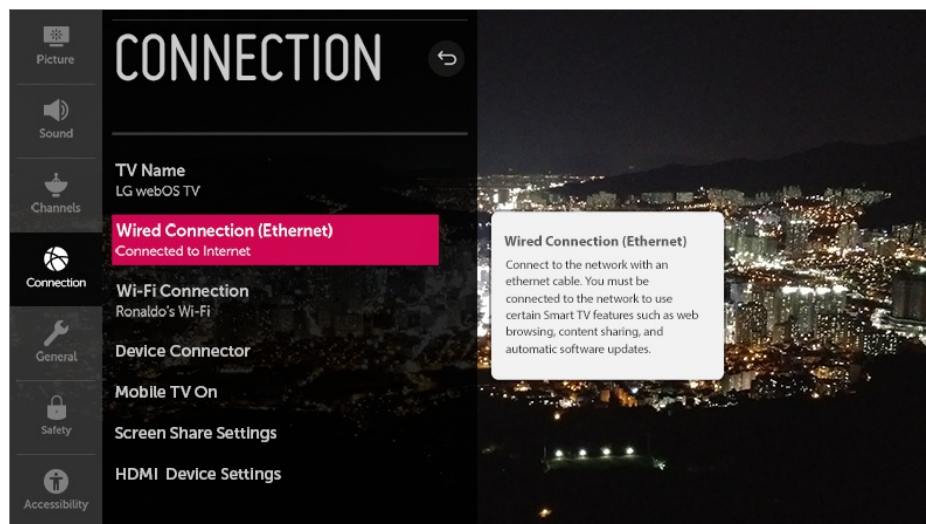 Picture
Sound
Channels
Connection
General
Safety
Accessibility
CONNECTION
TV Name
LG webOS TV
Wired Connection (Ethernet)
Connected to Internet
Wi-Fi Connection
Ronaldo's Wi-Fi
Device Connector
Mobile TV On
Screen Share Settings
HDMI Device Settings
Wired Connection (Ethernet)
Connect to the network with an
ethernet cable. You must be
connected to the network to use
certain Smart TV features such as web
browsing, content sharing, and
automatic software updates.